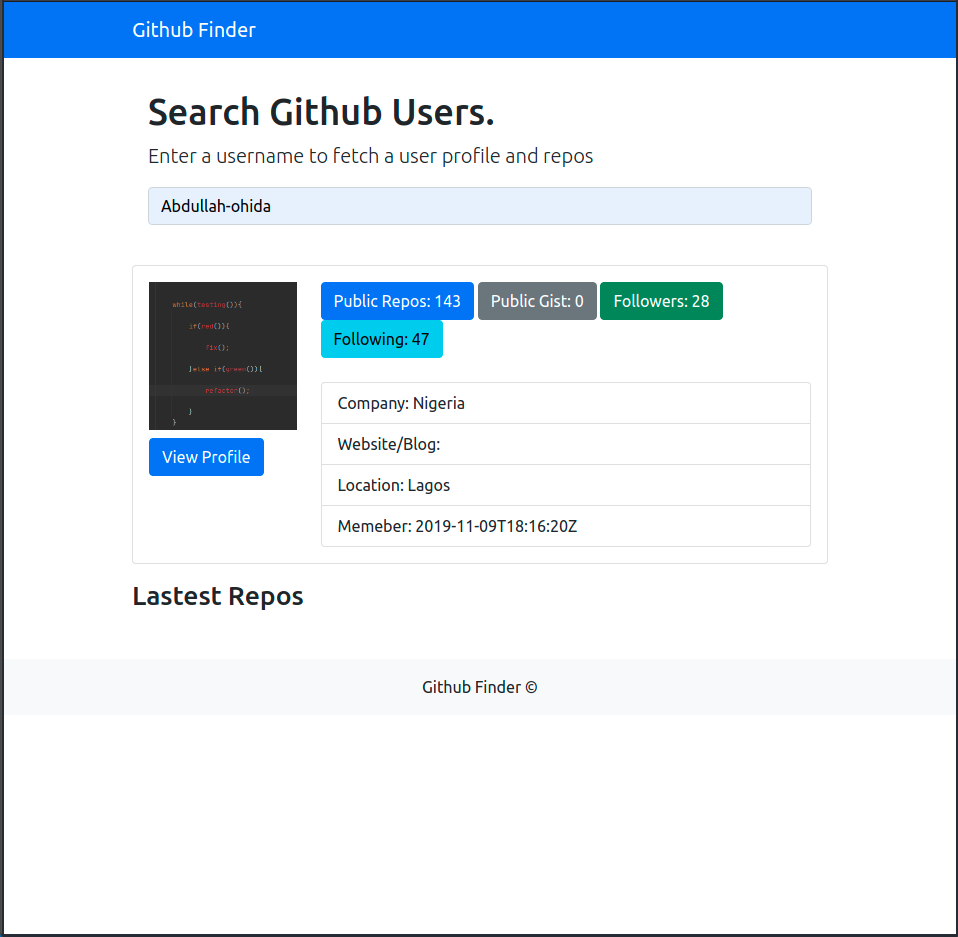 Github Finder
Search Github Users.
Enter a username to fetch a user profile and repos
Abdullah-ohida
while(testing()){
if(red()){
fix();
}else if(green()){
refactor();
}
}
Public Repos: 143 Public Gist: 0 Followers: 28
Following: 47
View Profile
Company: Nigeria
Website/Blog:
Location: Lagos
Memeber: 2019-11-09T18:16:20Z
Lastest Repos
Github Finder ©